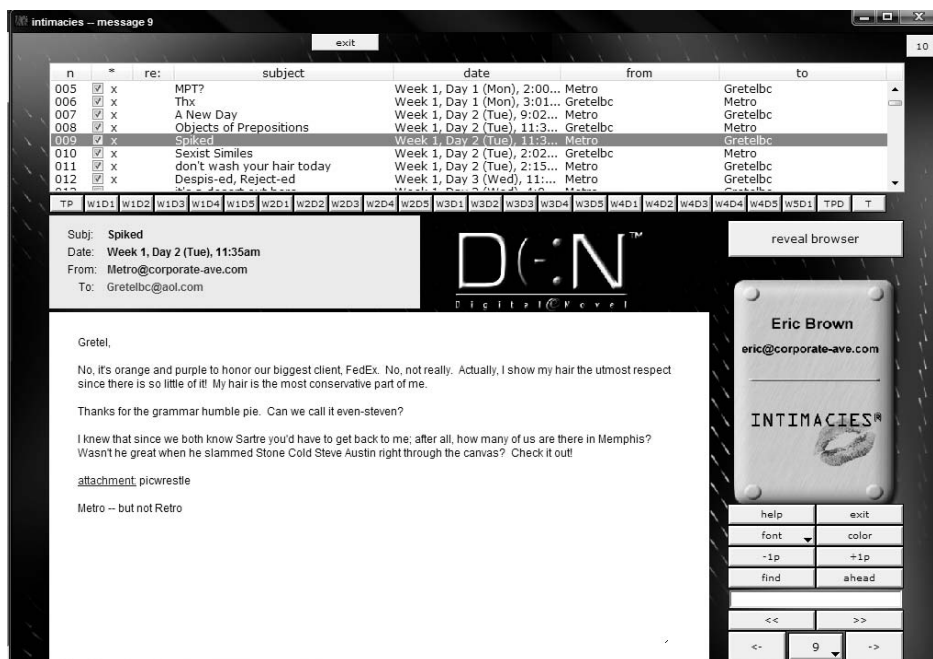 intimacies -- message 9
exit
10
n * re: subject date from to
005 x MPT? Week 1, Day 1 (Mon), 2:00... Metro Gretelbc
006 x Thx Week 1, Day 1 (Mon), 3:01... Gretelbc Metro
007 x A New Day Week 1, Day 2 (Tue), 9:02... Metro Gretelbc
008 x Objects of Prepositions Week 1, Day 2 (Tue), 11:3... Gretelbc Metro
009 x Spiked Week 1, Day 2 (Tue), 11:3... Metro Gretelbc
010 x Sexist Similes Week 1, Day 2 (Tue), 2:02... Gretelbc Metro
011 x don't wash your hair today Week 1, Day 2 (Tue), 2:15... Metro Gretelbc
012 x Despis-ed, Reject-ed Week 1, Day 3 (Wed), 11:... Metro Gretelbc
TP W1D1 W1D2 W1D3 W1D4 W1D5 W2D1 W2D2 W2D3 W2D4 W2D5 W3D1 W3D2 W3D3 W3D4 W3D5 W4D1 W4D2 W4D3 W4D4 W4D5 W5D1 TPD T
Subj: Spiked
Date: Week 1, Day 2 (Tue), 11:35am
From: Metro@corporate-ave.com
To: Gretelbc@aol.com
D(-:N™
Digital©Novel
reveal browser
Eric Brown
eric@corporate-ave.com
INTIMACIES®
Gretel,
No, it's orange and purple to honor our biggest client, FedEx. No, not really. Actually, I show my hair the utmost respect
since there is so little of it! My hair is the most conservative part of me.
Thanks for the grammar humble pie. Can we call it even-steven?
I knew that since we both know Sartre you'd have to get back to me; after all, how many of us are there in Memphis?
Wasn't he great when he slammed Stone Cold Steve Austin right through the canvas? Check it out!
attachment: picwrestle
Metro -- but not Retro
help exit
font color
-1p +1p
find ahead
<< >>
<- 9 ->